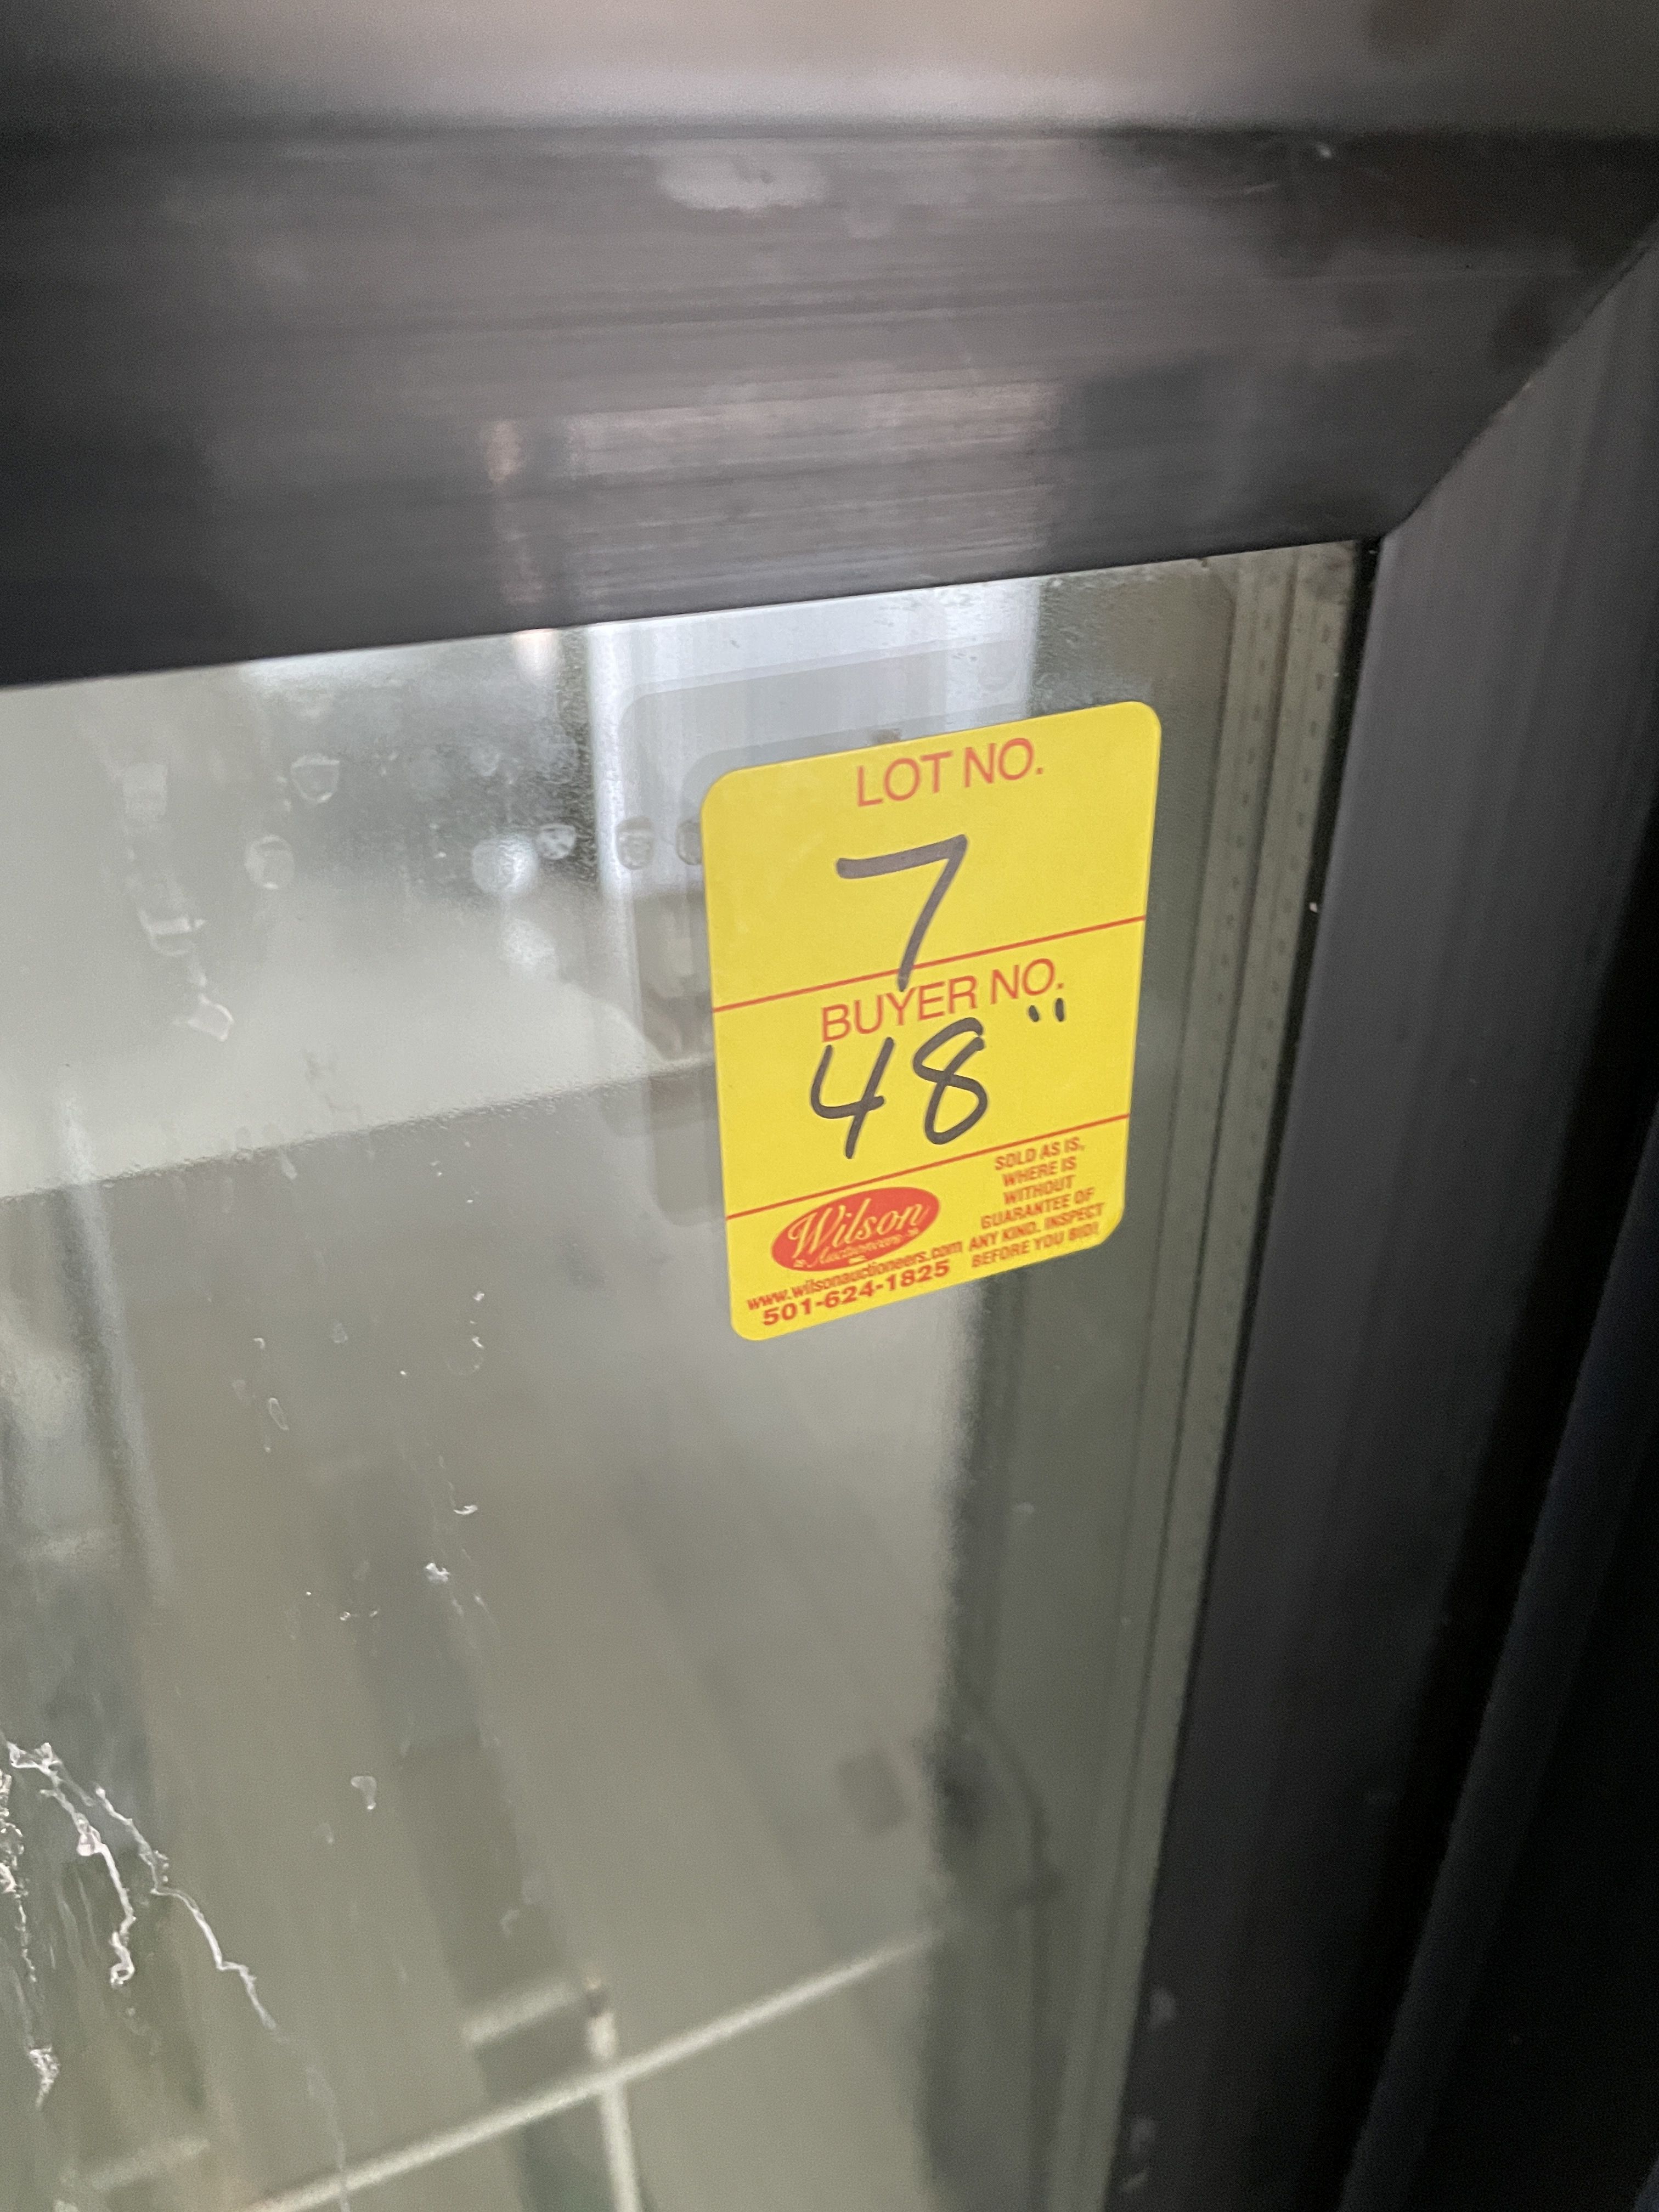 LOT NO.
7
BUYER NO.
48"
Wilson
Auctioneers
www.wilsonauctioneers.com
501-624-1825
SOLD AS IS,
WHERE IS
WITHOUT
GUARANTEE OF
ANY KIND. INSPECT
BEFORE YOU BID!